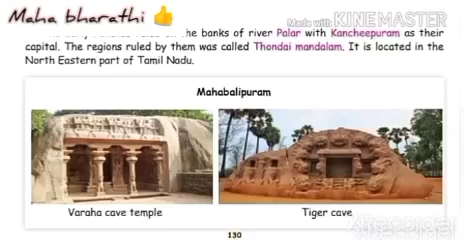 Maha bharathi
Made with KINEMASTER
the banks of river Palar with Kancheepuram as their
capital. The regions ruled by them was called Thondai mandalam. It is located in the
North Eastern part of Tamil Nadu.
Mahabalipuram
Varaha cave temple
Tiger cave
130